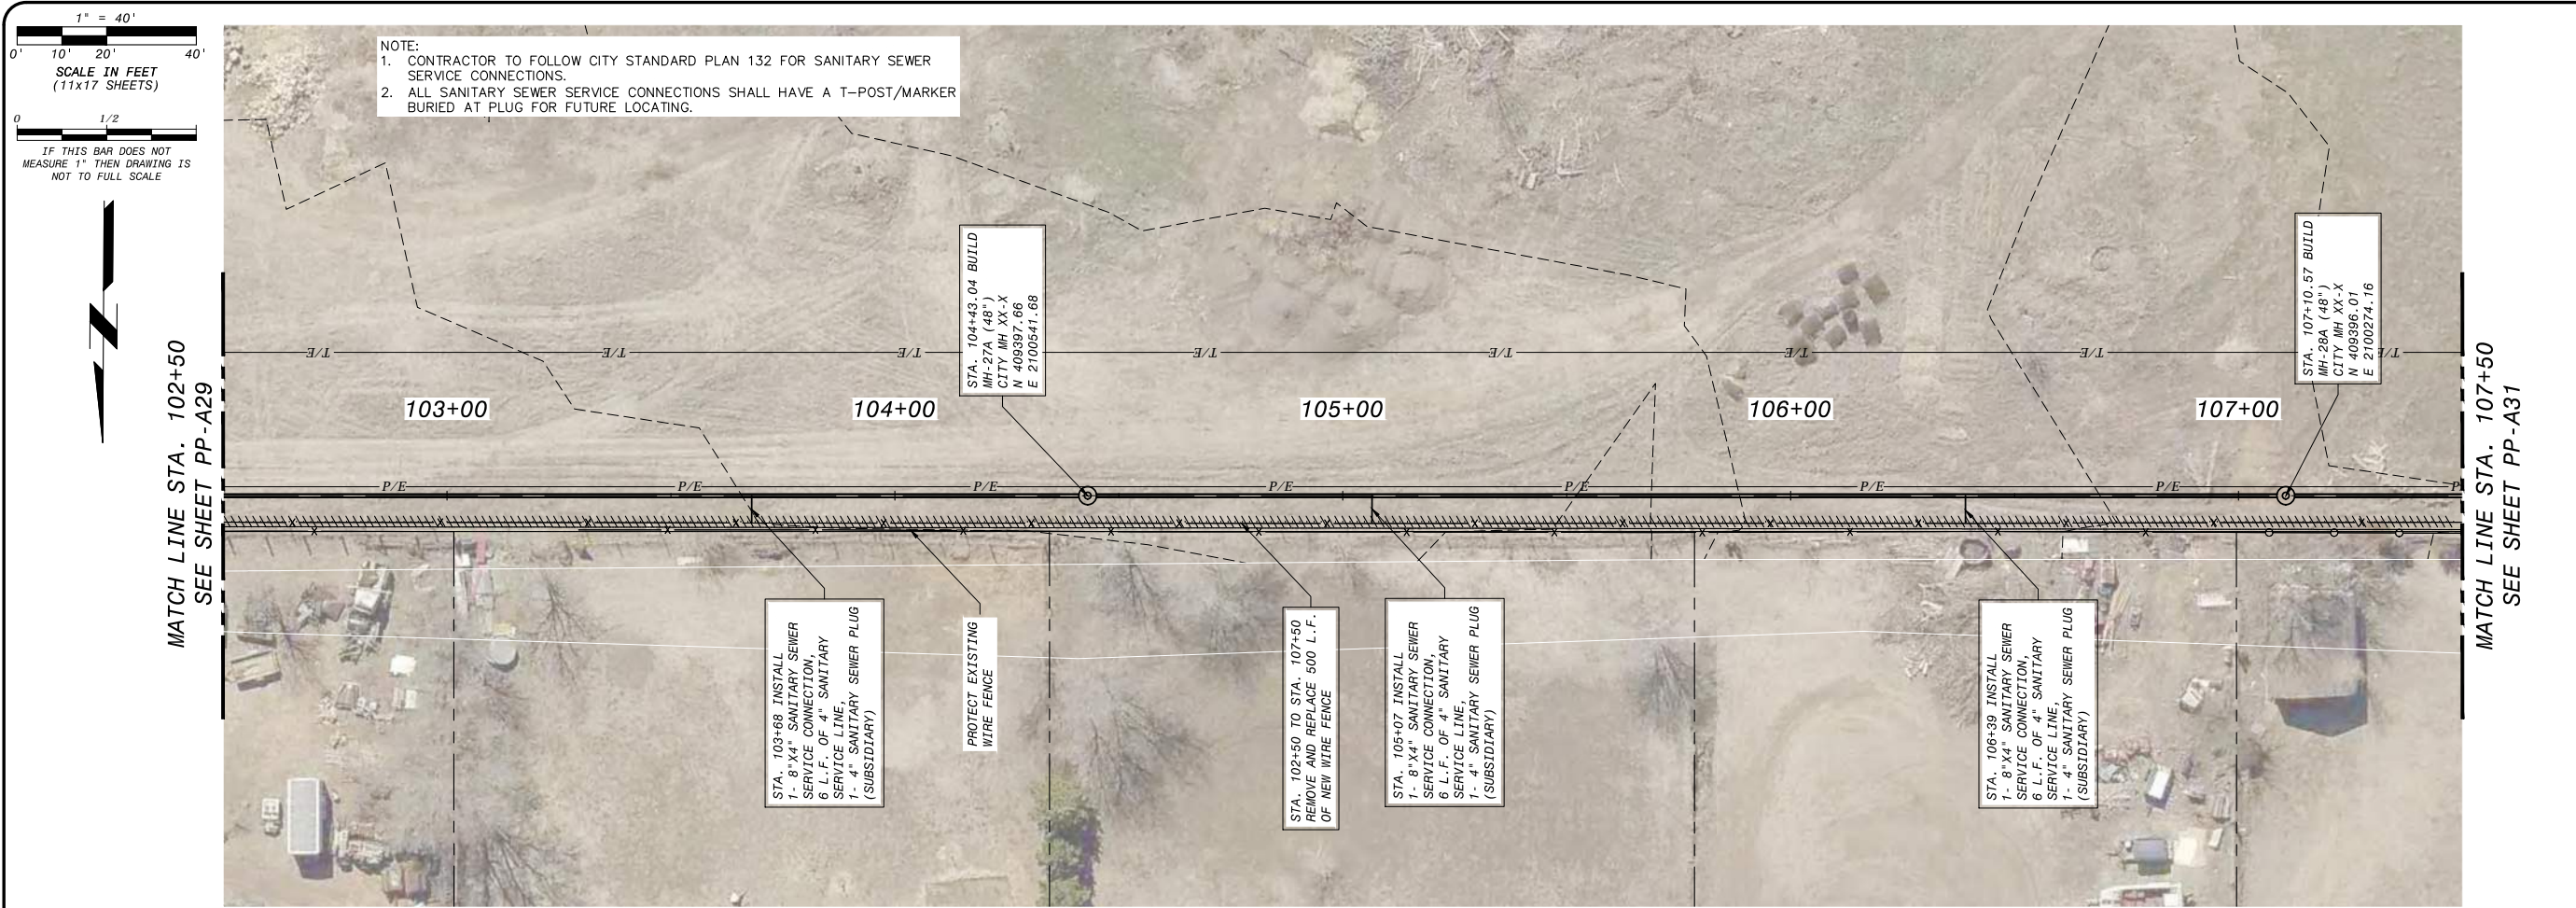 1" = 40'
0' 10' 20' 40'
SCALE IN FEET
(11x17 SHEETS)
0 1/2
IF THIS BAR DOES NOT
MEASURE 1" THEN DRAWING IS
NOT TO FULL SCALE
NOTE:
1. CONTRACTOR TO FOLLOW CITY STANDARD PLAN 132 FOR SANITARY SEWER
SERVICE CONNECTIONS.
2. ALL SANITARY SEWER SERVICE CONNECTIONS SHALL HAVE A T-POST/MARKER
BURIED AT PLUG FOR FUTURE LOCATING.
MATCH LINE STA. 102+50
SEE SHEET PP-A29
STA. 104+43.04 BUILD
MH-27A (48")
CITY MH XX-X
N 409397.66
E 2100541.68
STA. 107+10.57 BUILD
MH-28A (48")
CITY MH XX-X
N 409396.01
E 2100274.16
T/E T/E T/E T/E T/E T/E T/E T/E
103+00 104+00 105+00 106+00 107+00
MATCH LINE STA. 107+50
SEE SHEET PP-A31
P/E P/E P/E P/E P/E P/E P/E P
STA. 103+68 INSTALL
1- 8"X4" SANITARY SEWER
SERVICE CONNECTION,
6 L.F. OF 4" SANITARY
SERVICE LINE,
1- 4" SANITARY SEWER PLUG
(SUBSIDIARY)
PROTECT EXISTING
WIRE FENCE
STA. 102+50 TO STA. 107+50
REMOVE AND REPLACE 500 L.F.
OF NEW WIRE FENCE
STA. 105+07 INSTALL
1- 8"X4" SANITARY SEWER
SERVICE CONNECTION,
6 L.F. OF 4" SANITARY
SERVICE LINE,
1- 4" SANITARY SEWER PLUG
(SUBSIDIARY)
STA. 106+39 INSTALL
1- 8"X4" SANITARY SEWER
SERVICE CONNECTION,
6 L.F. OF 4" SANITARY
SERVICE LINE,
1- 4" SANITARY SEWER PLUG
(SUBSIDIARY)